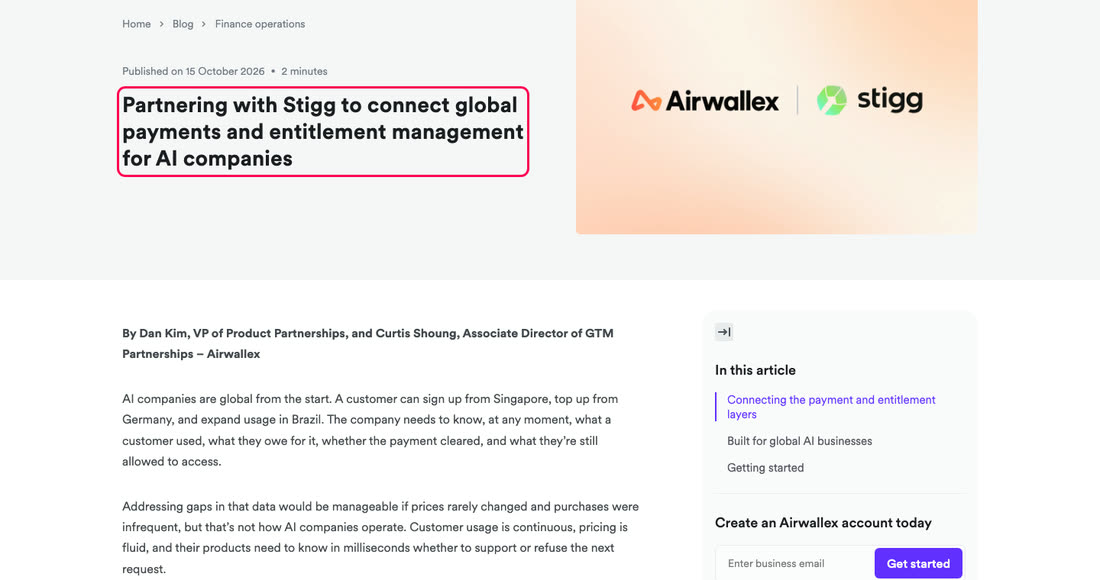 Home > Blog > Finance operations
Published on 15 October 2026 • 2 minutes
Partnering with Stigg to connect global
payments and entitlement management
for AI companies
Airwallex | stigg
By Dan Kim, VP of Product Partnerships, and Curtis Shoung, Associate Director of GTM
Partnerships – Airwallex
AI companies are global from the start. A customer can sign up from Singapore, top up from
Germany, and expand usage in Brazil. The company needs to know, at any moment, what a
customer used, what they owe for it, whether the payment cleared, and what they’re still
allowed to access.
Addressing gaps in that data would be manageable if prices rarely changed and purchases were
infrequent, but that’s not how AI companies operate. Customer usage is continuous, pricing is
fluid, and their products need to know in milliseconds whether to support or refuse the next
request.
In this article
Connecting the payment and entitlement
layers
Built for global AI businesses
Getting started
Create an Airwallex account today
Enter business email
Get started